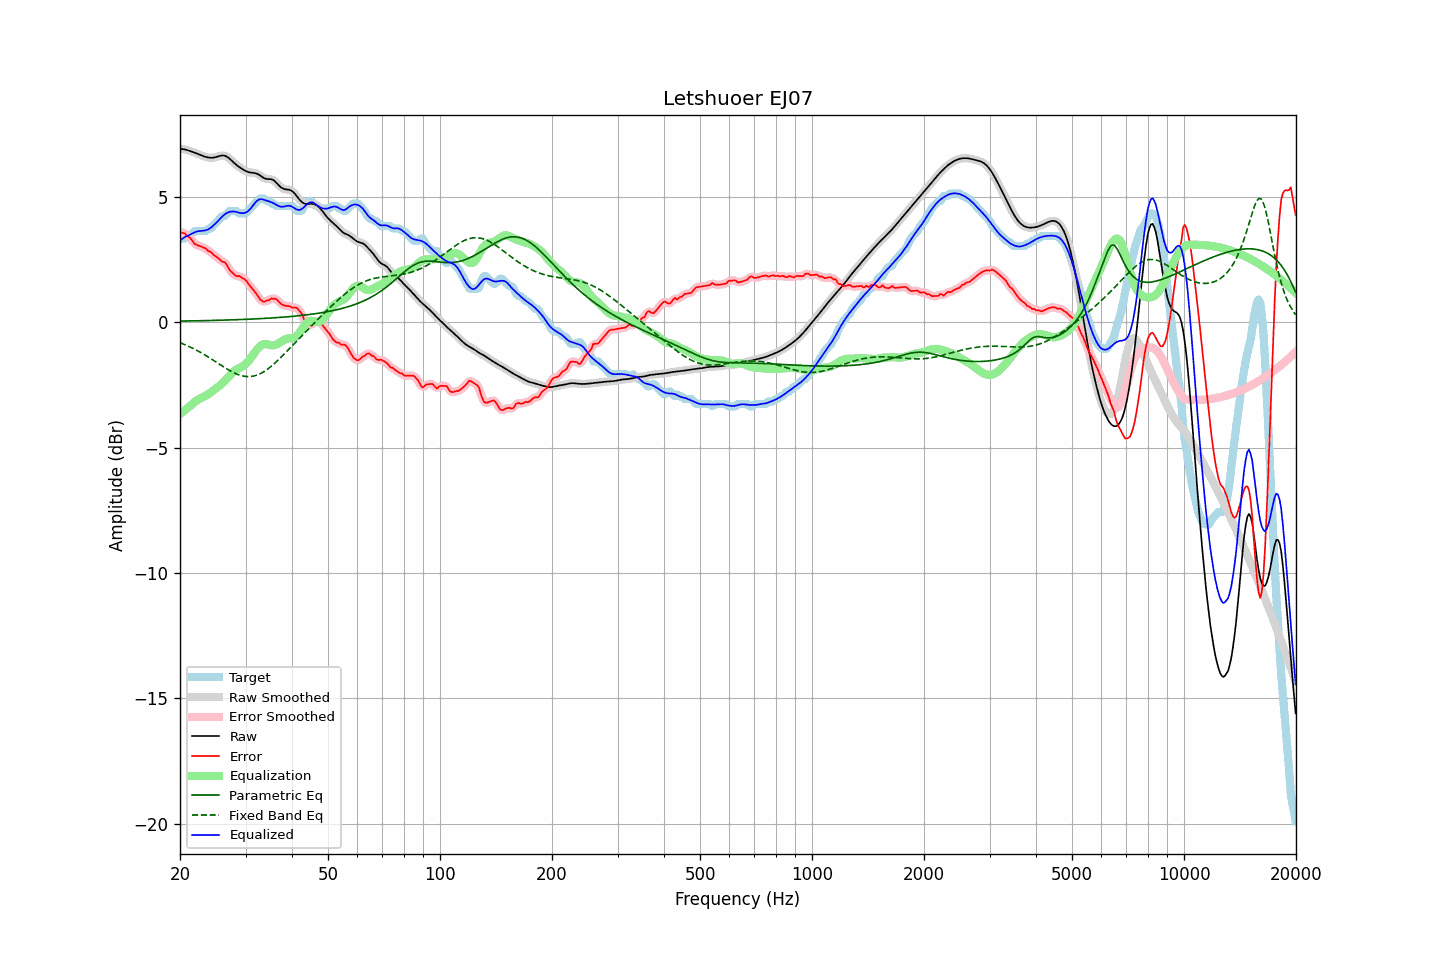 Letshuoer EJ07
Amplitude (dBr)
5
0
−5
−10
−15
−20
Target
Raw Smoothed
Error Smoothed
Raw
Error
Equalization
Parametric Eq
Fixed Band Eq
Equalized
20 50 100 200 500 1000 2000 5000 10000 20000
Frequency (Hz)